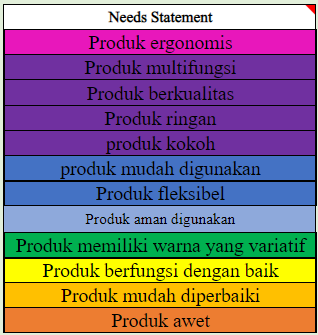 Needs Statement
Produk ergonomis
Produk multifungsi
Produk berkualitas
Produk ringan
produk kokoh
produk mudah digunakan
Produk fleksibel
Produk aman digunakan
Produk memiliki warna yang variatif
Produk berfungsi dengan baik
Produk mudah diperbaiki
Produk awet